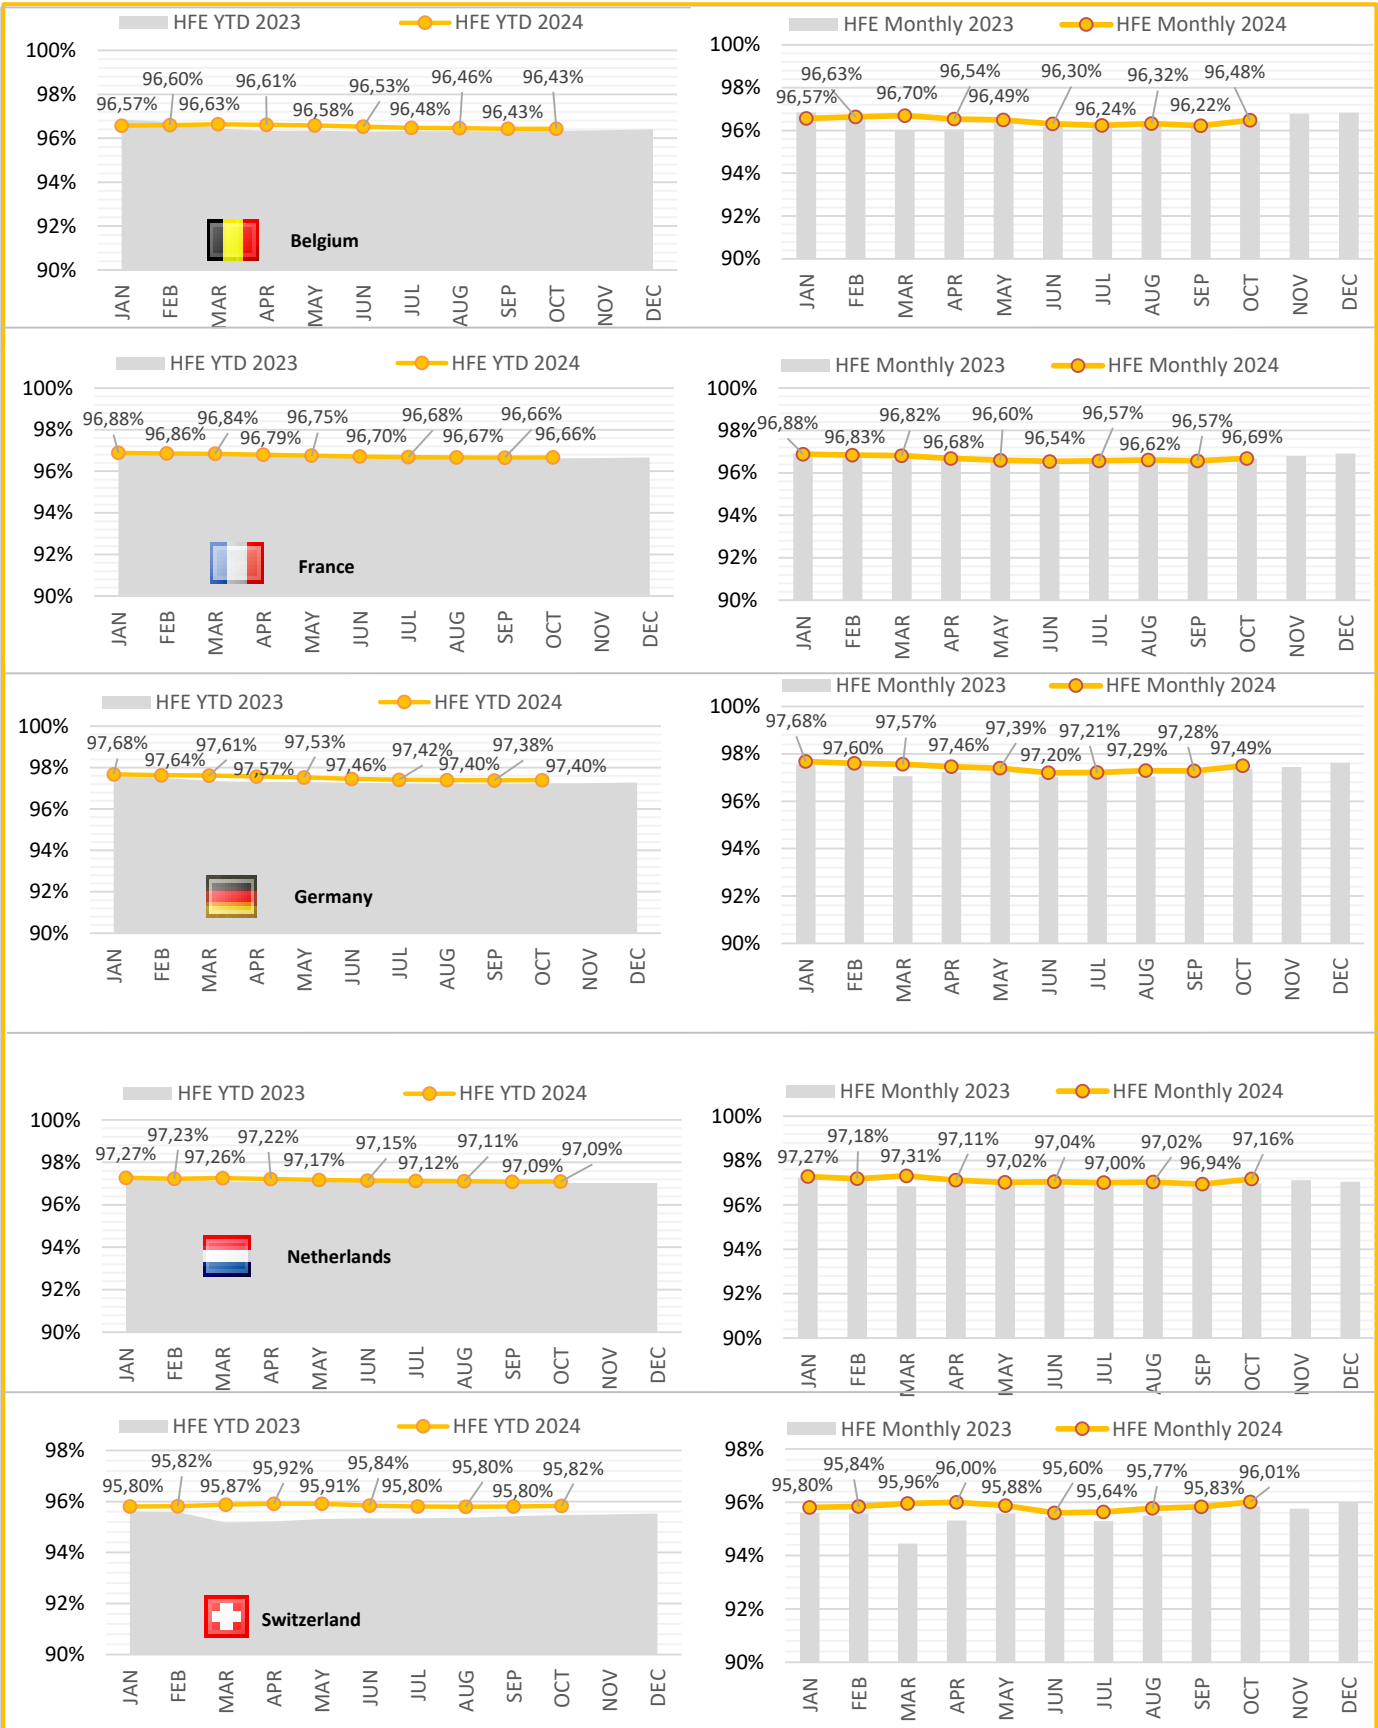 HFE YTD 2023 HFE YTD 2024
100%
98%
96%
94%
92%
90%
96,57% 96,60% 96,63% 96,61% 96,58% 96,53% 96,48% 96,46% 96,43% 96,43%
Belgium
JAN FEB MAR APR MAY JUN JUL AUG SEP OCT NOV DEC
HFE Monthly 2023 HFE Monthly 2024
100%
98%
96%
94%
92%
90%
96,57% 96,63% 96,70% 96,54% 96,49% 96,30% 96,24% 96,32% 96,22% 96,48%
JAN FEB MAR APR MAY JUN JUL AUG SEP OCT NOV DEC
HFE YTD 2023 HFE YTD 2024
100%
98%
96%
94%
92%
90%
96,88% 96,86% 96,84% 96,79% 96,75% 96,70% 96,68% 96,67% 96,66% 96,66%
France
JAN FEB MAR APR MAY JUN JUL AUG SEP OCT NOV DEC
HFE Monthly 2023 HFE Monthly 2024
100%
98%
96%
94%
92%
90%
96,88% 96,83% 96,82% 96,68% 96,60% 96,54% 96,57% 96,62% 96,57% 96,69%
JAN FEB MAR APR MAY JUN JUL AUG SEP OCT NOV DEC
HFE YTD 2023 HFE YTD 2024
100%
98%
96%
94%
92%
90%
97,68% 97,64% 97,61% 97,57% 97,53% 97,46% 97,42% 97,40% 97,38% 97,40%
Germany
JAN FEB MAR APR MAY JUN JUL AUG SEP OCT NOV DEC
HFE Monthly 2023 HFE Monthly 2024
100%
98%
96%
94%
92%
90%
97,68% 97,60% 97,57% 97,46% 97,39% 97,20% 97,21% 97,29% 97,28% 97,49%
JAN FEB MAR APR MAY JUN JUL AUG SEP OCT NOV DEC
HFE YTD 2023 HFE YTD 2024
100%
98%
96%
94%
92%
90%
97,27% 97,23% 97,26% 97,22% 97,17% 97,15% 97,12% 97,11% 97,09% 97,09%
Netherlands
JAN FEB MAR APR MAY JUN JUL AUG SEP OCT NOV DEC
HFE Monthly 2023 HFE Monthly 2024
100%
98%
96%
94%
92%
90%
97,27% 97,18% 97,31% 97,11% 97,02% 97,04% 97,00% 97,02% 96,94% 97,16%
JAN FEB MAR APR MAY JUN JUL AUG SEP OCT NOV DEC
HFE YTD 2023 HFE YTD 2024
98%
96%
94%
92%
90%
95,80% 95,82% 95,87% 95,92% 95,91% 95,84% 95,80% 95,80% 95,80% 95,82%
Switzerland
JAN FEB MAR APR MAY JUN JUL AUG SEP OCT NOV DEC
HFE Monthly 2023 HFE Monthly 2024
98%
96%
94%
92%
90%
95,80% 95,84% 95,96% 96,00% 95,88% 95,60% 95,64% 95,77% 95,83% 96,01%
JAN FEB MAR APR MAY JUN JUL AUG SEP OCT NOV DEC